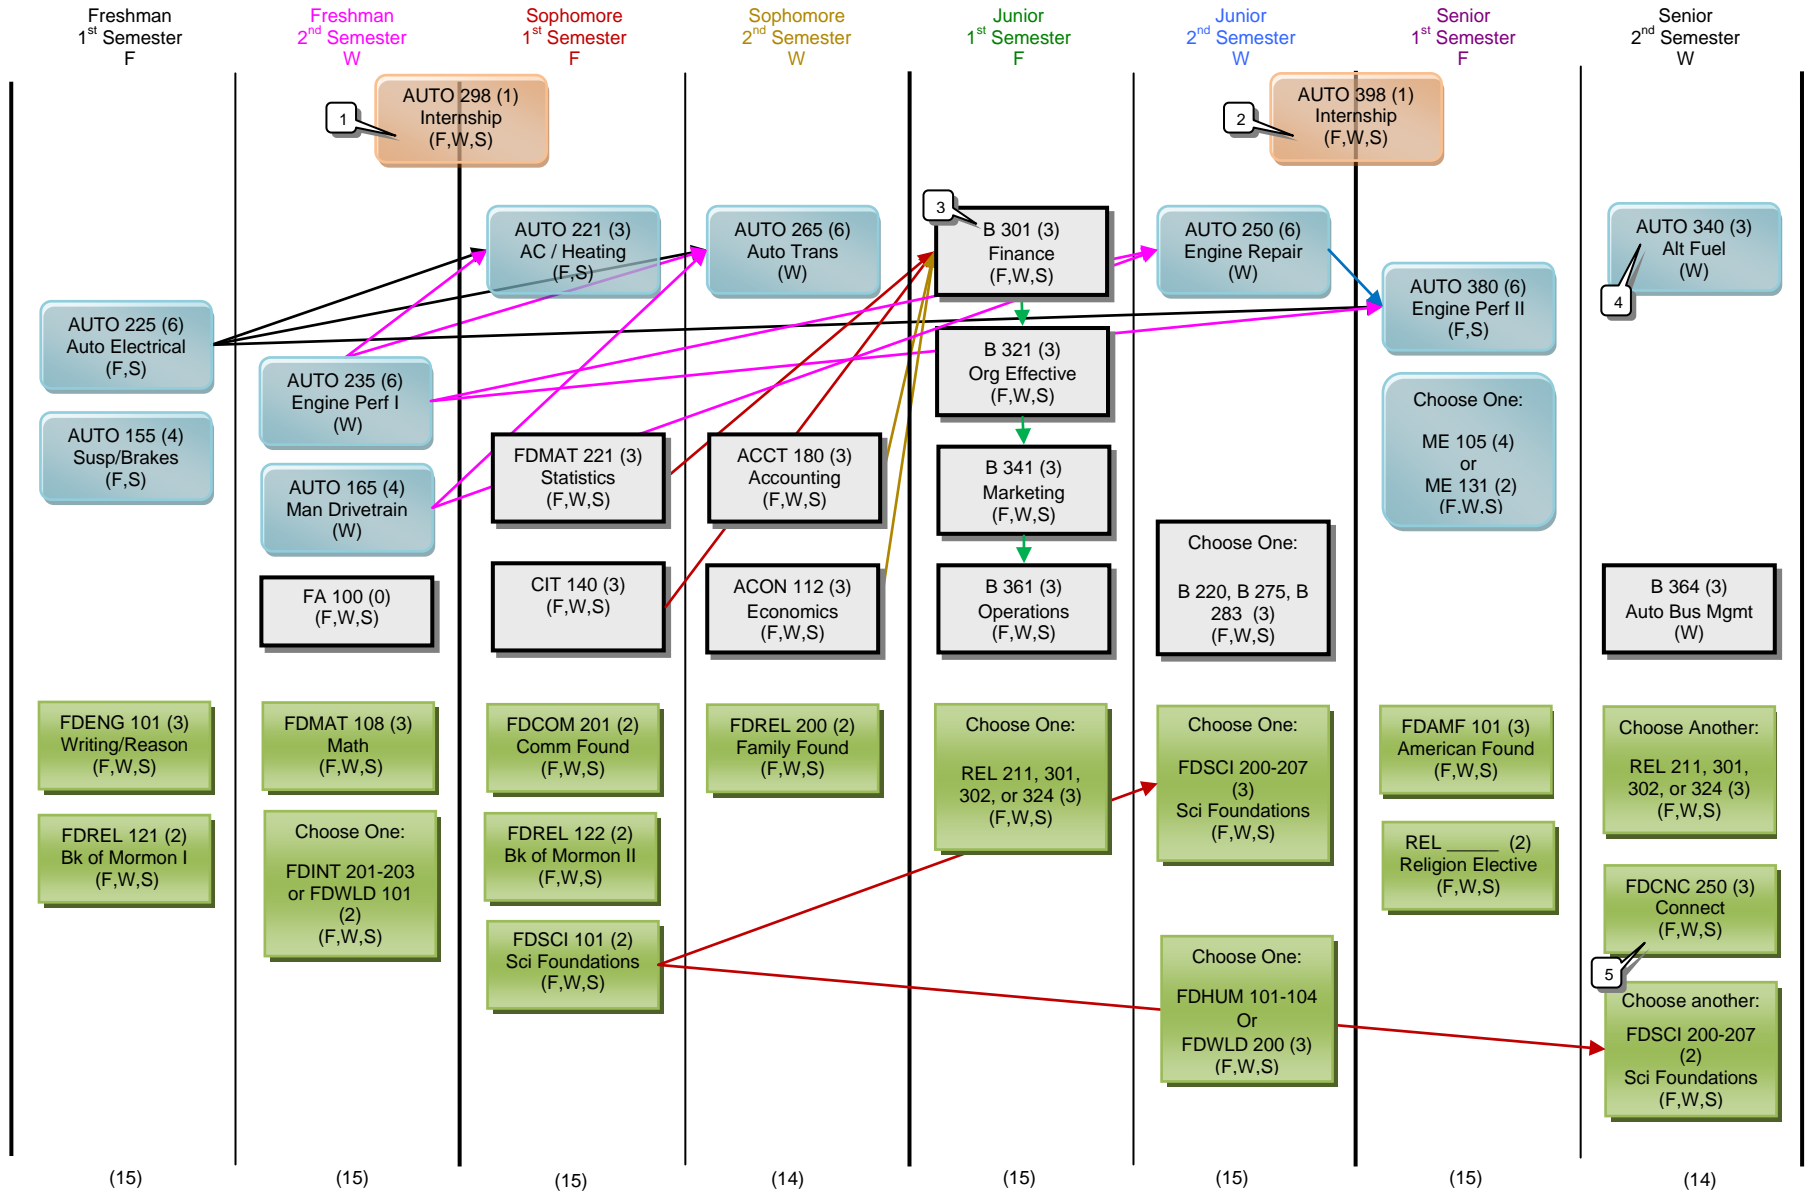 Freshman
1st Semester
F
Freshman
2nd Semester
W
Sophomore
1st Semester
F
Sophomore
2nd Semester
W
Junior
1st Semester
F
Junior
2nd Semester
W
Senior
1st Semester
F
Senior
2nd Semester
W
1
AUTO 298 (1)
Internship
(F,W,S)
2
AUTO 398 (1)
Internship
(F,W,S)
AUTO 225 (6)
Auto Electrical
(F,S)
AUTO 155 (4)
Susp/Brakes
(F,S)
FDENG 101 (3)
Writing/Reason
(F,W,S)
FDREL 121 (2)
Bk of Mormon I
(F,W,S)
(15)
AUTO 235 (6)
Engine Perf I
(W)
AUTO 165 (4)
Man Drivetrain
(W)
FA 100 (0)
(F,W,S)
FDMAT 108 (3)
Math
(F,W,S)
Choose One:
FDINT 201-203
or FDWLD 101
(2)
(F,W,S)
(15)
AUTO 221 (3)
AC / Heating
(F,S)
FDMAT 221 (3)
Statistics
(F,W,S)
CIT 140 (3)
(F,W,S)
FDCOM 201 (2)
Comm Found
(F,W,S)
FDREL 122 (2)
Bk of Mormon II
(F,W,S)
FDSCI 101 (2)
Sci Foundations
(F,W,S)
(15)
AUTO 265 (6)
Auto Trans
(W)
ACCT 180 (3)
Accounting
(F,W,S)
ACON 112 (3)
Economics
(F,W,S)
FDREL 200 (2)
Family Found
(F,W,S)
(14)
3
B 301 (3)
Finance
(F,W,S)
B 321 (3)
Org Effective
(F,W,S)
B 341 (3)
Marketing
(F,W,S)
B 361 (3)
Operations
(F,W,S)
Choose One:
REL 211, 301,
302, or 324 (3)
(F,W,S)
(15)
AUTO 250 (6)
Engine Repair
(W)
Choose One:
B 220, B 275, B
283 (3)
(F,W,S)
Choose One:
FDSCI 200-207
(3)
Sci Foundations
(F,W,S)
Choose One:
FDHUM 101-104
Or
FDWLD 200 (3)
(F,W,S)
(15)
AUTO 380 (6)
Engine Perf II
(F,S)
Choose One:
ME 105 (4)
or
ME 131 (2)
(F,W,S)
FDAMF 101 (3)
American Found
(F,W,S)
REL _____ (2)
Religion Elective
(F,W,S)
(15)
AUTO 340 (3)
Alt Fuel
(W)
4
B 364 (3)
Auto Bus Mgmt
(W)
Choose Another:
REL 211, 301,
302, or 324 (3)
(F,W,S)
FDCNC 250 (3)
Connect
(F,W,S)
5
Choose another:
FDSCI 200-207
(2)
Sci Foundations
(F,W,S)
(14)